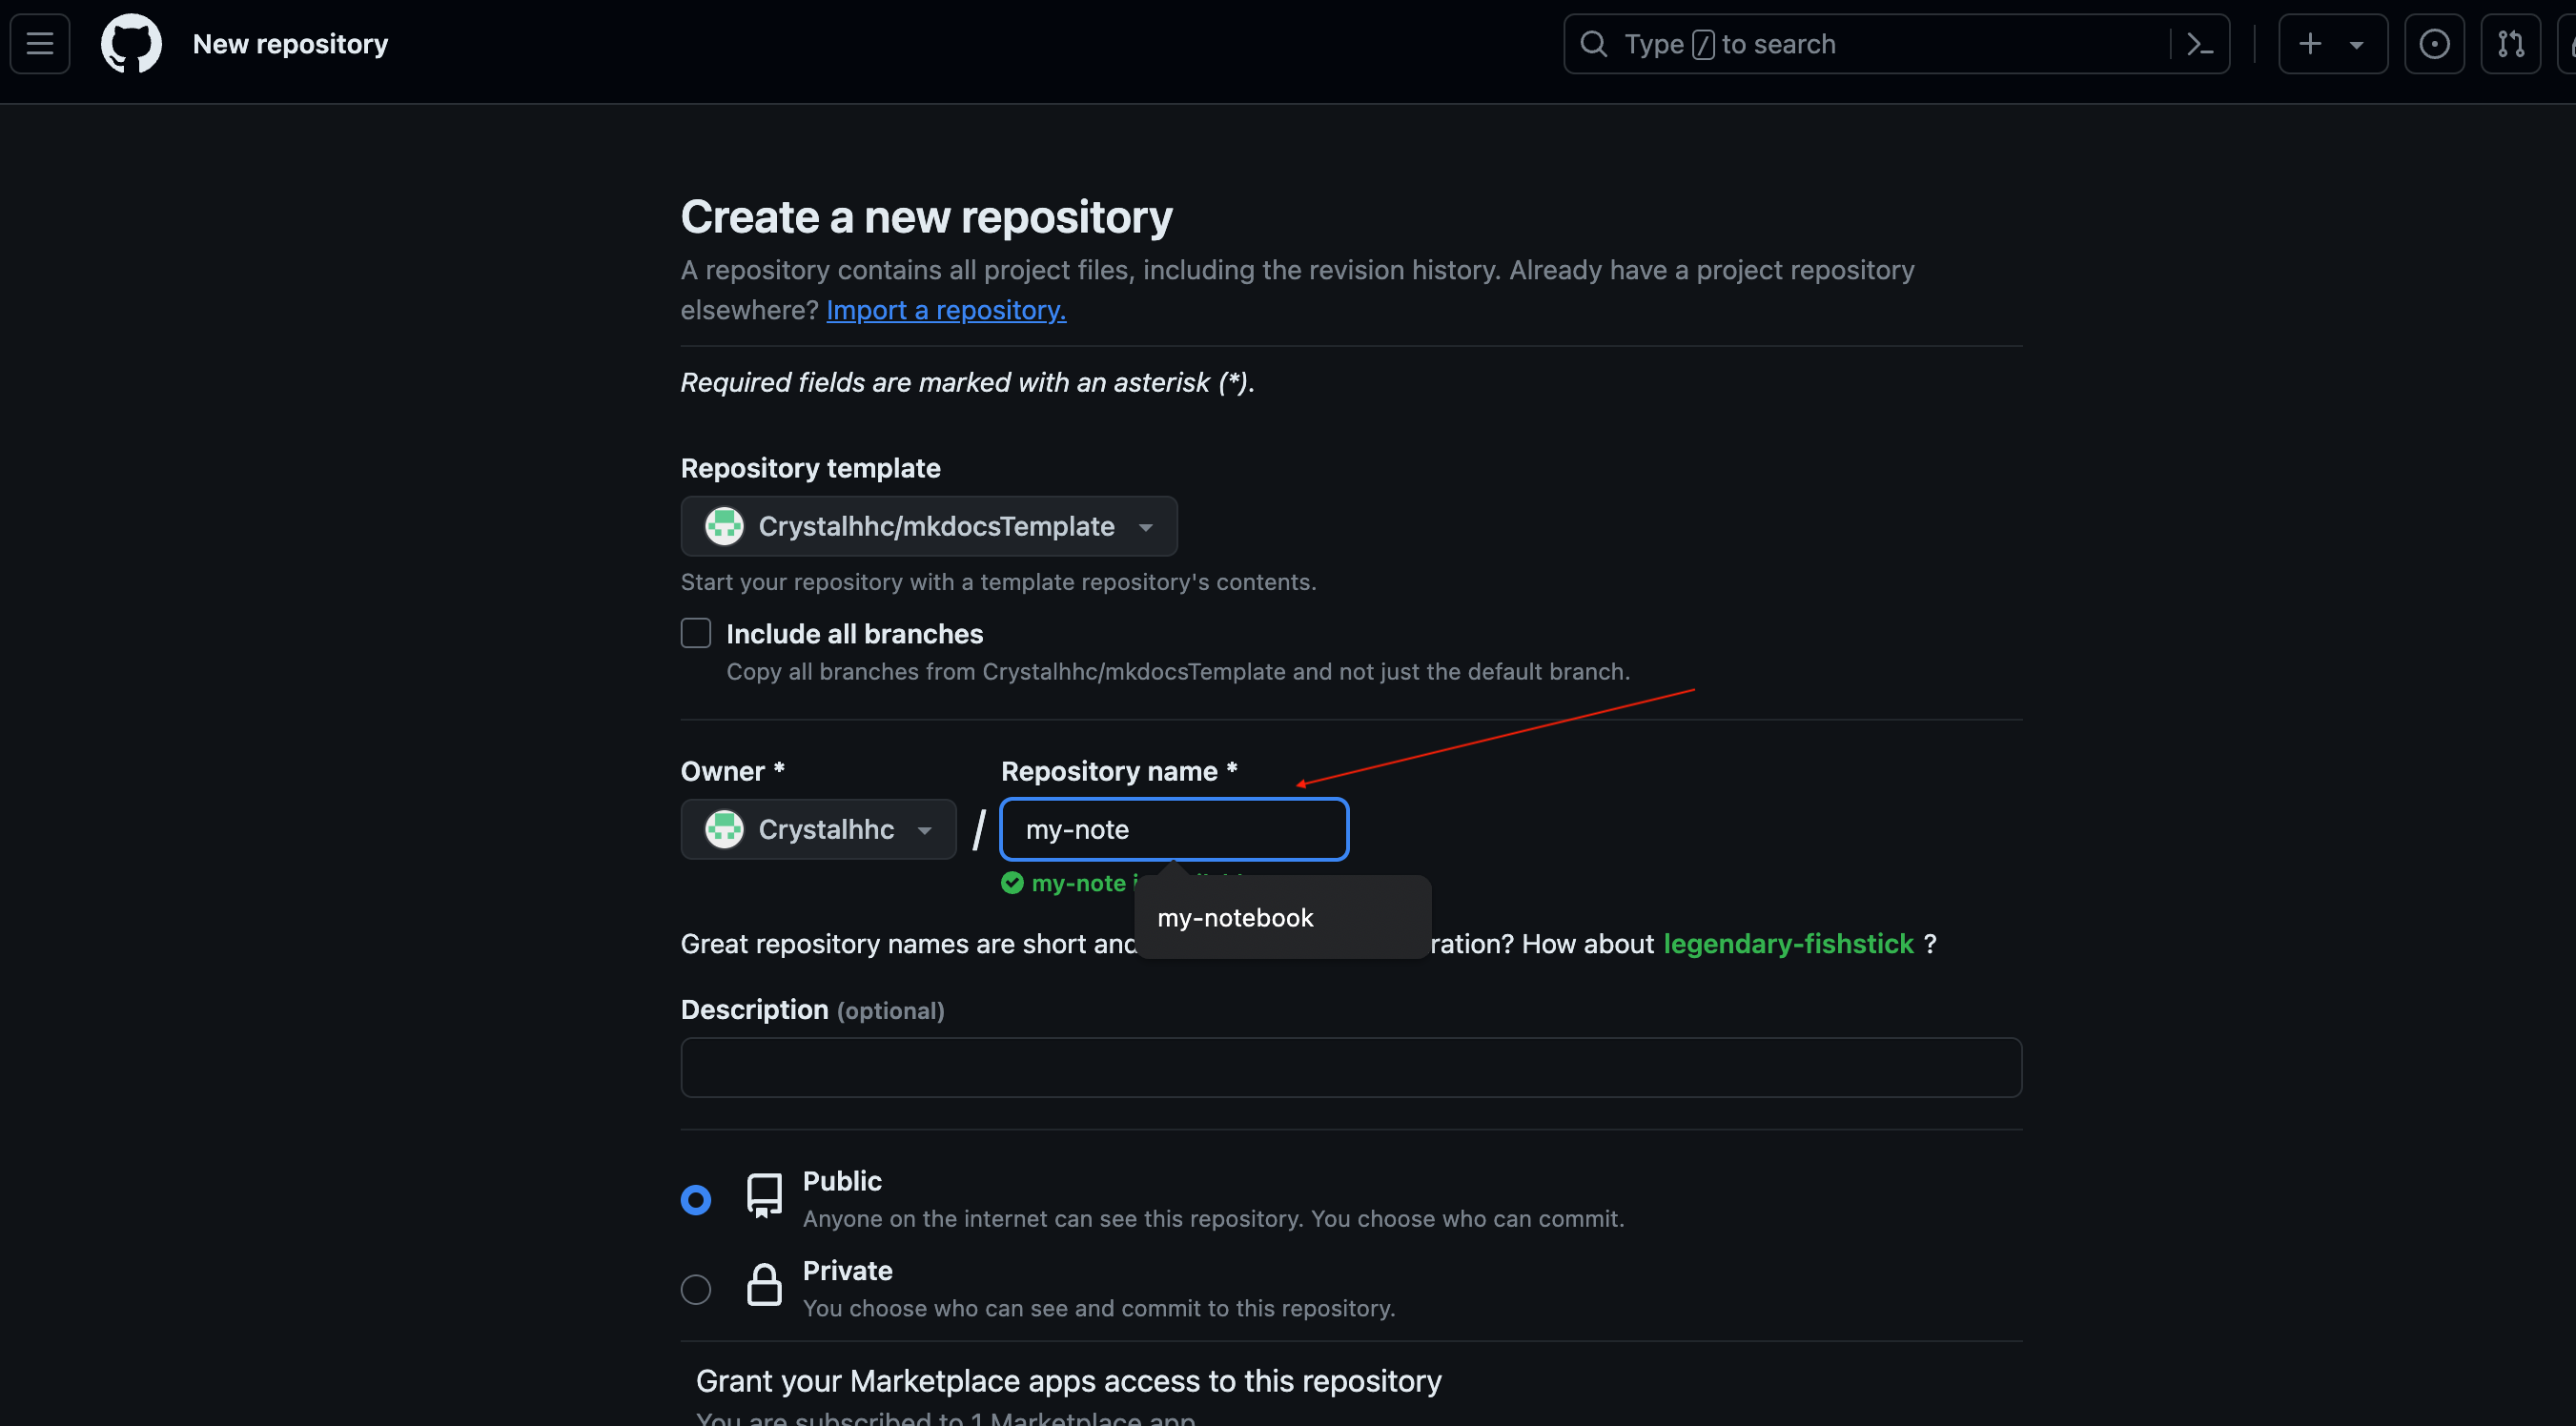 New repository
Type / to search
Create a new repository
A repository contains all project files, including the revision history. Already have a project repository
elsewhere? Import a repository.
Required fields are marked with an asterisk (*).
Repository template
Crystalhhc/mkdocsTemplate
Start your repository with a template repository's contents.
Include all branches
Copy all branches from Crystalhhc/mkdocsTemplate and not just the default branch.
Owner * Repository name *
Crystalhhc / my-note
my-note
my-notebook
Great repository names are short and ration? How about legendary-fishstick ?
Description (optional)
Public
Anyone on the internet can see this repository. You choose who can commit.
Private
You choose who can see and commit to this repository.
Grant your Marketplace apps access to this repository
You are subscribed to 1 Marketplace app